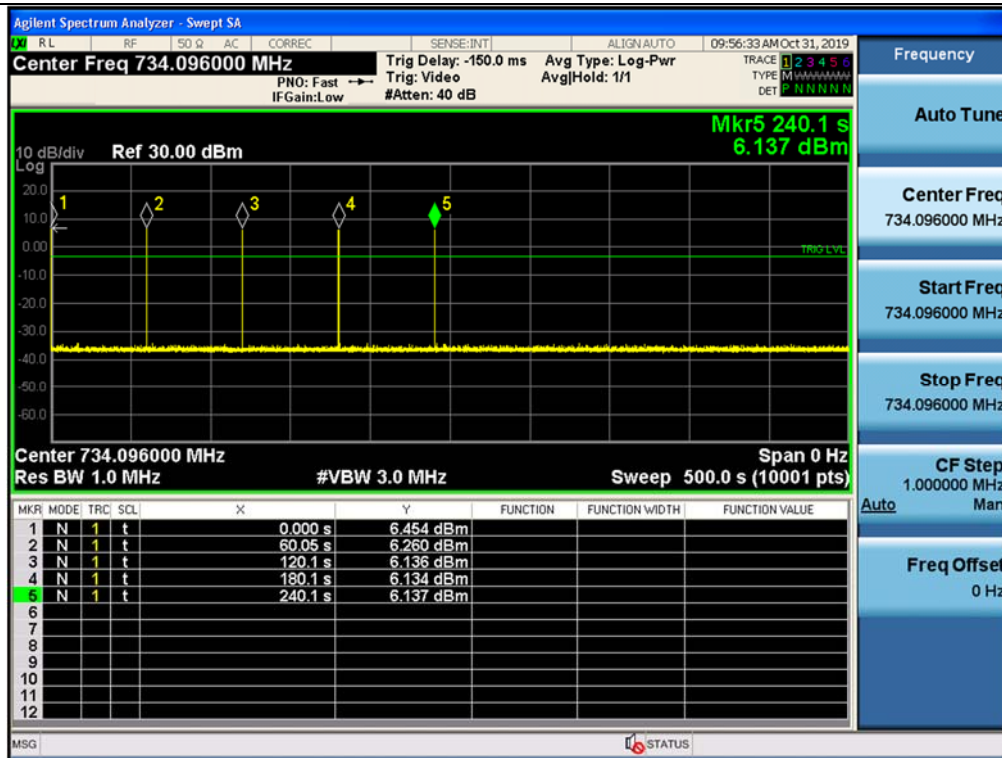 Agilent Spectrum Analyzer - Swept SA
LXI RL RF 50 Ω AC CORREC SENSE:INT ALIGN AUTO 09:56:33 AM Oct 31, 2019
Center Freq 734.096000 MHz Trig Delay: -150.0 ms Avg Type: Log-Pwr TRACE 1 2 3 4 5 6
PNO: Fast Trig: Video Avg|Hold: 1/1 TYPE M WWWWW
IFGain:Low #Atten: 40 dB DET P N N N N N
Mkr5 240.1 s
10 dB/div Ref 30.00 dBm 6.137 dBm
Log
20.0
1 2 3 4 5
10.0
0.00
TRIG LVL
-10.0
-20.0
-30.0
-40.0
-50.0
-60.0
Center 734.096000 MHz Span 0 Hz
Res BW 1.0 MHz #VBW 3.0 MHz Sweep 500.0 s (10001 pts)
MKR MODE TRC SCL X Y FUNCTION FUNCTION WIDTH FUNCTION VALUE
1 N 1 t 0.000 s 6.454 dBm
2 N 1 t 60.05 s 6.260 dBm
3 N 1 t 120.1 s 6.136 dBm
4 N 1 t 180.1 s 6.134 dBm
5 N 1 t 240.1 s 6.137 dBm
6
7
8
9
10
11
12
MSG STATUS
Frequency
Auto Tune
Center Freq
734.096000 MHz
Start Freq
734.096000 MHz
Stop Freq
734.096000 MHz
CF Step
1.000000 MHz
Auto Man
Freq Offset
0 Hz